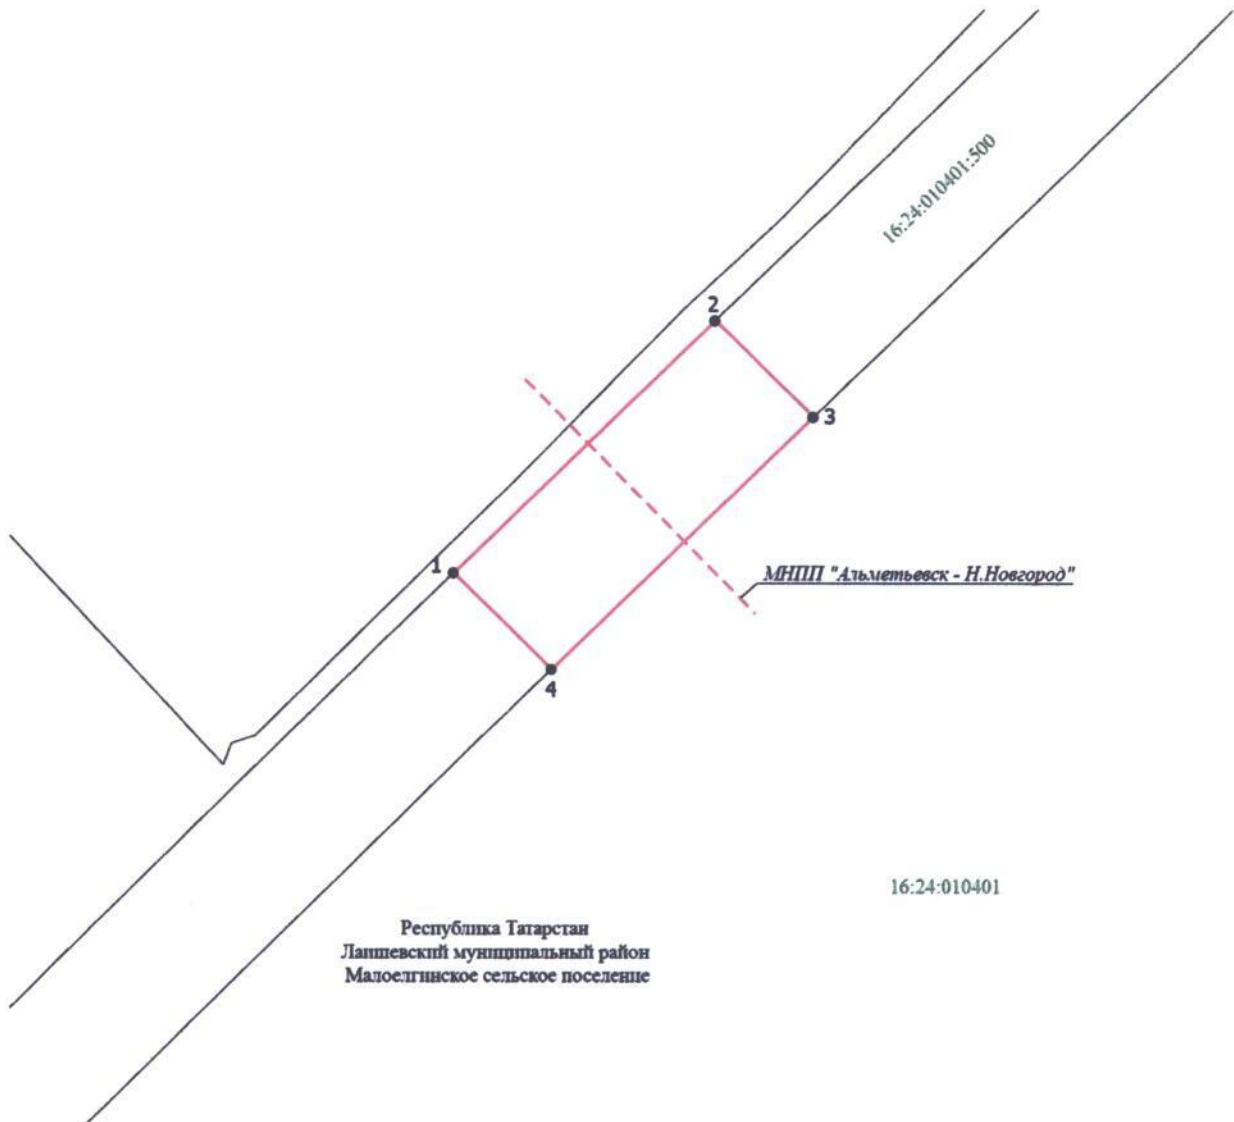 16:24:010401:500
2
3
1
МНПП "Альметьевск - Н.Новгород"
4
16:24:010401
Республика Татарстан
Лаишевский муниципальный район
Малоелгинское сельское поселение